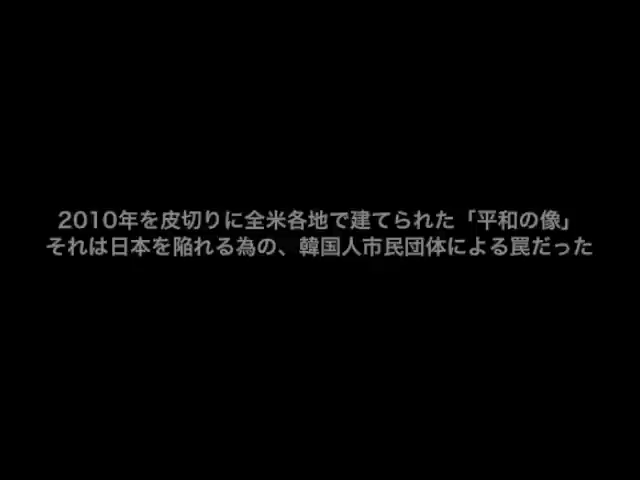 2010年を皮切りに全米各地で建てられた「平和の像」
それは日本を陥れる為の、韓国人市民団体による罠だった